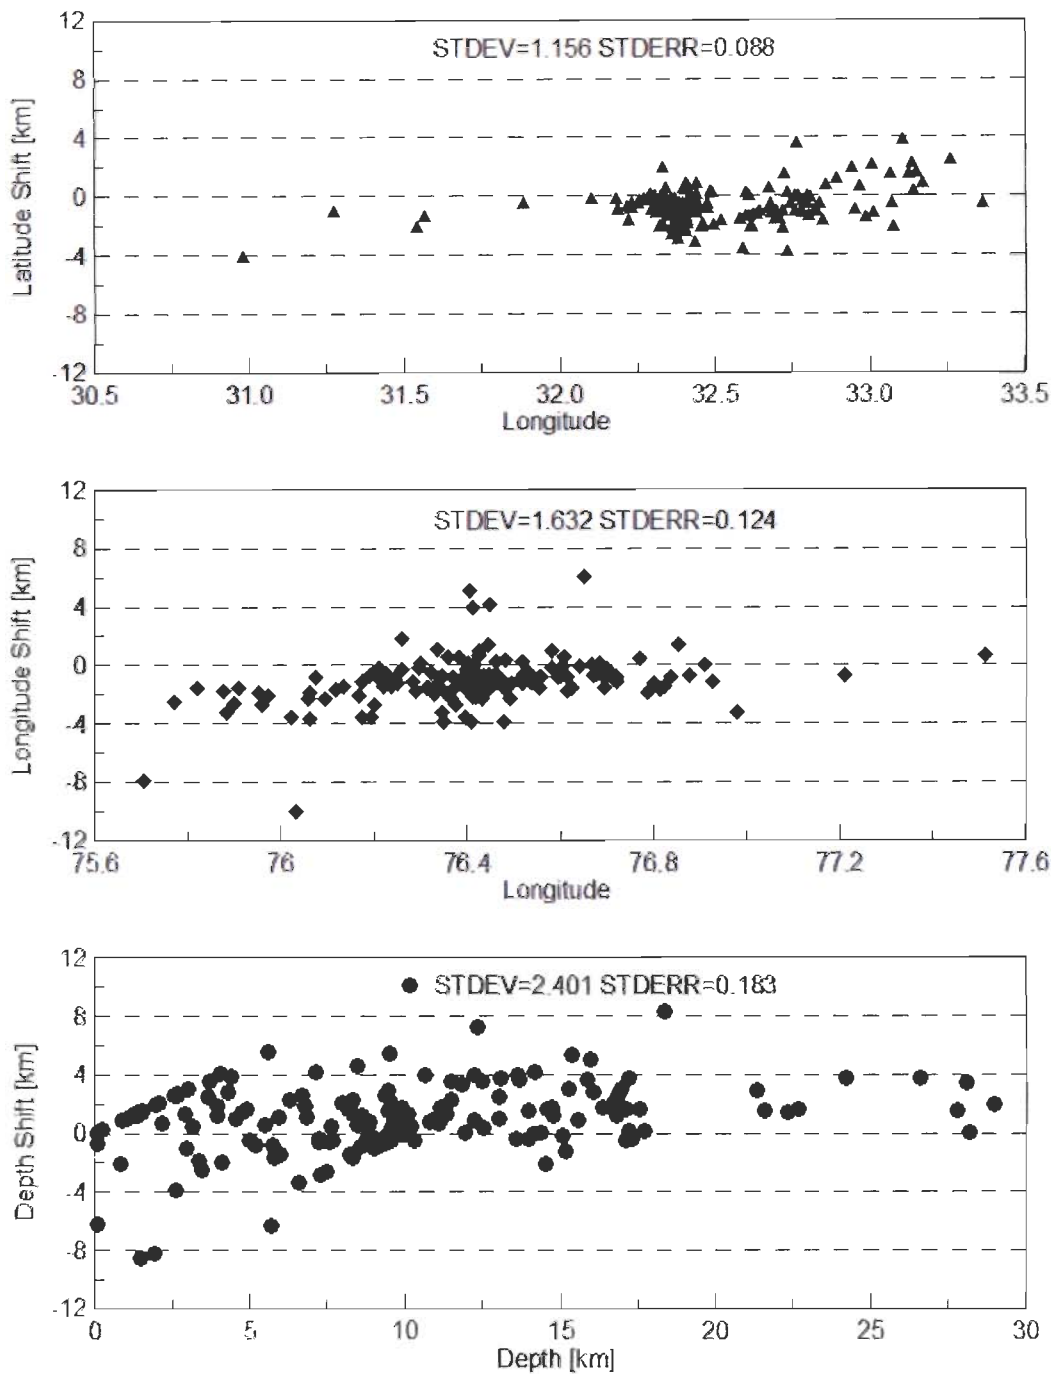 12
STDEV=1.156 STDERR=0.088
8
4
0
-4
-8
-12
Latitude Shift [km]
30.5 31.0 31.5 32.0 32.5 33.0 33.5
Longitude
12
STDEV=1.632 STDERR=0.124
8
4
0
-4
-8
-12
Longitude Shift [km]
75.6 76 76.4 76.8 77.2 77.6
Longitude
12
STDEV=2.401 STDERR=0.183
8
4
0
-4
-8
-12
Depth Shift [km]
0 5 10 15 20 25 30
Depth [km]